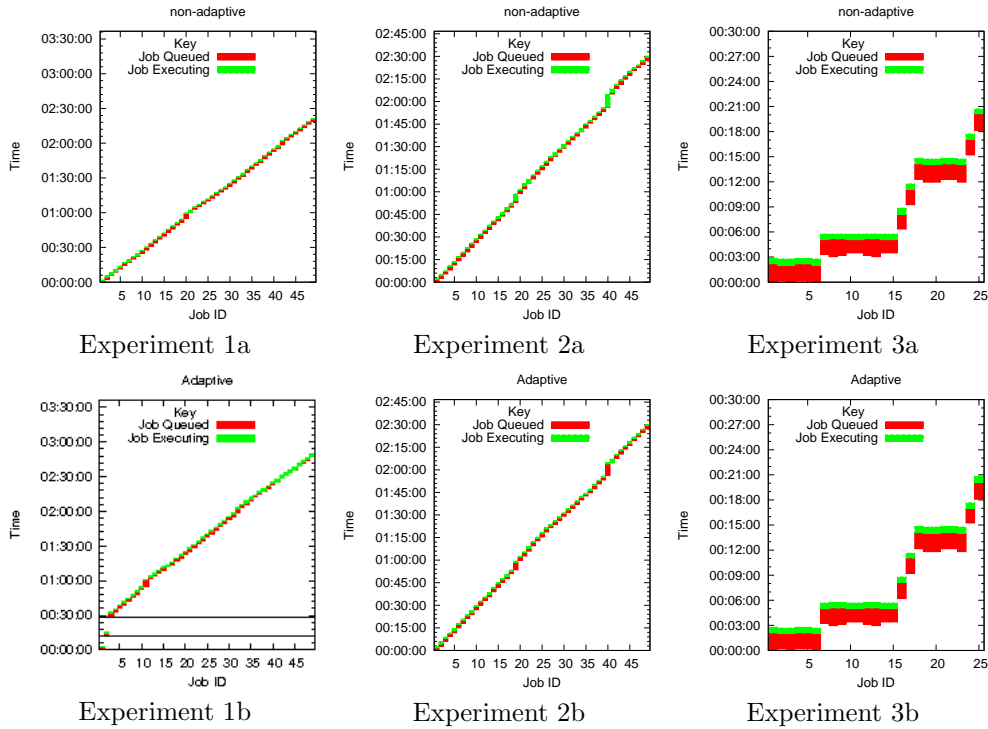 non-adaptive
Key
Job Queued
Job Executing
03:30:00
03:00:00
02:30:00
02:00:00
01:30:00
01:00:00
00:30:00
00:00:00
Time
5 10 15 20 25 30 35 40 45
Job ID
Experiment 1a
non-adaptive
Key
Job Queued
Job Executing
02:45:00
02:30:00
02:15:00
02:00:00
01:45:00
01:30:00
01:15:00
01:00:00
00:45:00
00:30:00
00:15:00
00:00:00
Time
5 10 15 20 25 30 35 40 45
Job ID
Experiment 2a
non-adaptive
Key
Job Queued
Job Executing
00:30:00
00:27:00
00:24:00
00:21:00
00:18:00
00:15:00
00:12:00
00:09:00
00:06:00
00:03:00
00:00:00
Time
5 10 15 20 25
Job ID
Experiment 3a
Adaptive
Key
Job Queued
Job Executing
03:30:00
03:00:00
02:30:00
02:00:00
01:30:00
01:00:00
00:30:00
00:00:00
Time
5 10 15 20 25 30 35 40 45
Job ID
Experiment 1b
Adaptive
Key
Job Queued
Job Executing
02:45:00
02:30:00
02:15:00
02:00:00
01:45:00
01:30:00
01:15:00
01:00:00
00:45:00
00:30:00
00:15:00
00:00:00
Time
5 10 15 20 25 30 35 40 45
Job ID
Experiment 2b
Adaptive
Key
Job Queued
Job Executing
00:30:00
00:27:00
00:24:00
00:21:00
00:18:00
00:15:00
00:12:00
00:09:00
00:06:00
00:03:00
00:00:00
Time
5 10 15 20 25
Job ID
Experiment 3b